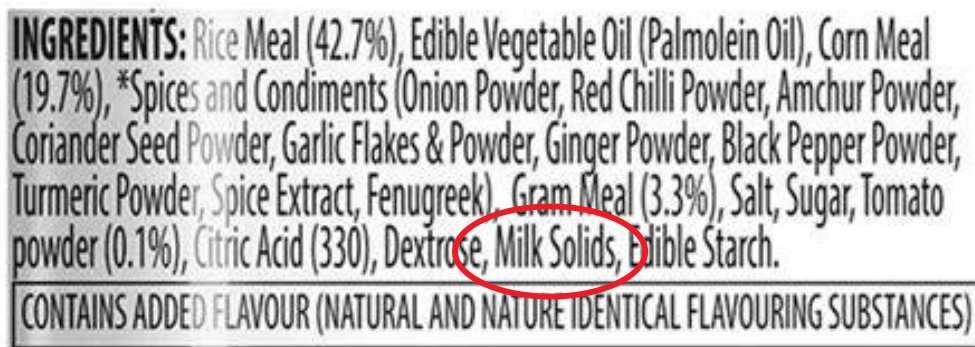 INGREDIENTS: Rice Meal (42.7%), Edible Vegetable Oil (Palmolein Oil), Corn Meal
(19.7%), *Spices and Condiments (Onion Powder, Red Chilli Powder, Amchur Powder,
Coriander Seed Powder, Garlic Flakes & Powder, Ginger Powder, Black Pepper Powder,
Turmeric Powder, Spice Extract, Fenugreek), Gram Meal (3.3%), Salt, Sugar, Tomato
powder (0.1%), Citric Acid (330), Dextrose, Milk Solids, Edible Starch.
CONTAINS ADDED FLAVOUR (NATURAL AND NATURE IDENTICAL FLAVOURING SUBSTANCES)